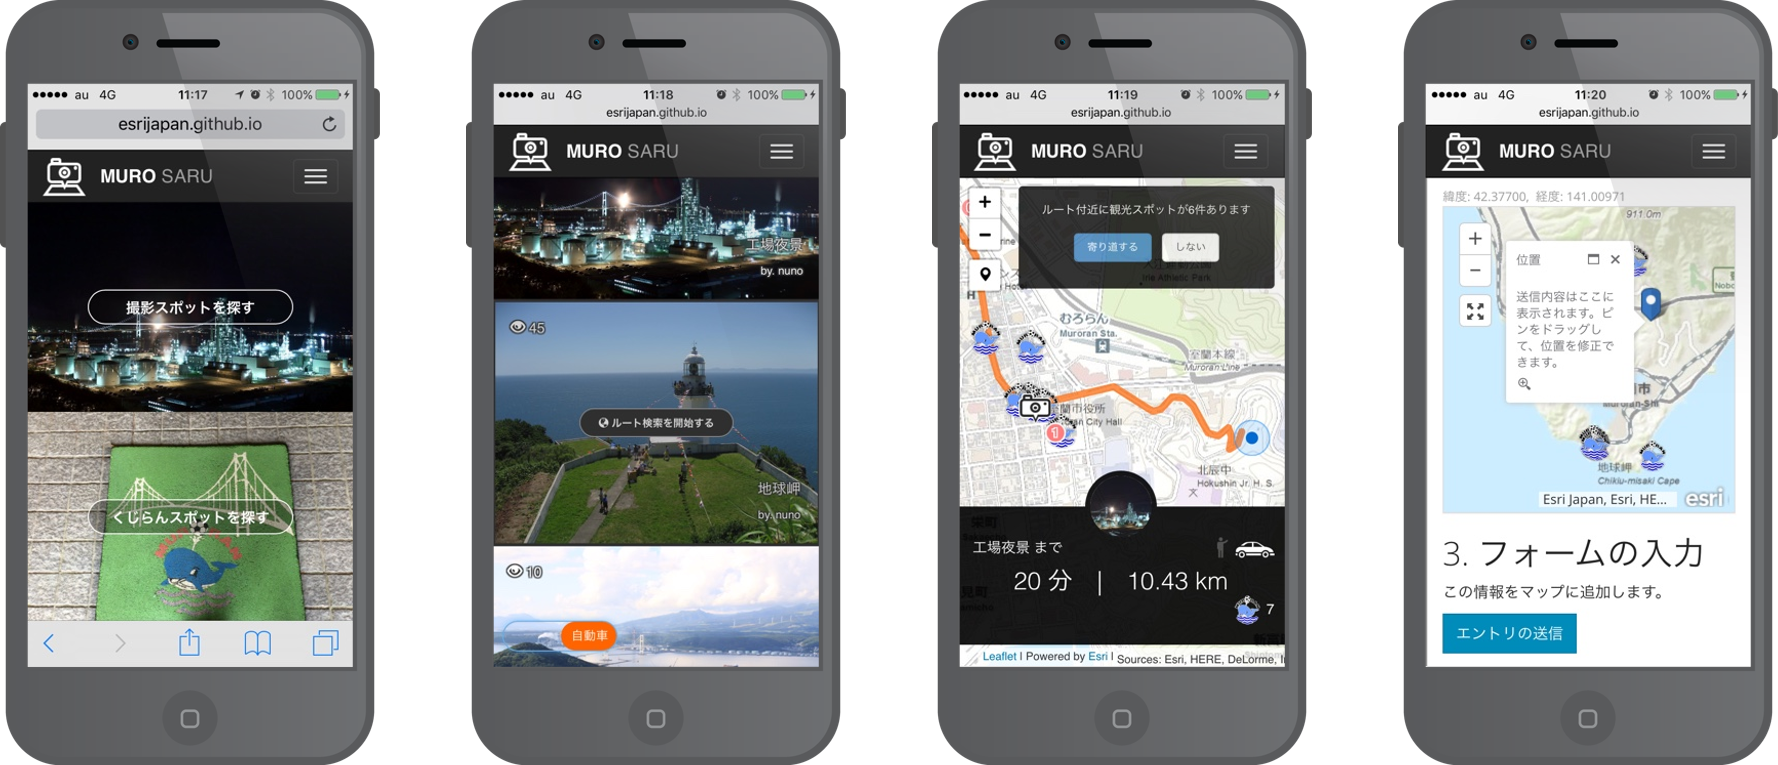 au 4G 11:17 100%
esrijapan.github.io
MURO SARU
撮影スポットを探す
くじらんスポットを探す
au 4G 11:18 100%
esrijapan.github.io
MURO SARU
工場夜景
by. nuno
45
ルート検索を開始する
地球岬
by. nuno
10
自動車
au 4G 11:19 100%
esrijapan.github.io
MURO SARU
+
−
ルート付近に観光スポットが6件あります
寄り道する
しない
Irie Athletic Park
むろらん
Muroran Sta.
室蘭本線
Muroran Line
蘭市役所
ran City Hall
1
北辰中
Hokushin Jr. H. S.
工場夜景 まで
20 分 | 10.43 km
7
Leaflet | Powered by Esri | Sources: Esri, HERE, DeLorme, I
au 4G 11:20 100%
esrijapan.github.io
MURO SARU
緯度: 42.37700, 経度: 141.00971
911.0m
+
−
位置
送信内容はここに
表示されます。ピ
ンをドラッグし
て、位置を修正で
きます。
Nobo
市
Muroran-Shi
地球岬
Chikiu-misaki Cape
Esri Japan, Esri, HE...
esri
3. フォームの入力
この情報をマップに追加します。
エントリの送信